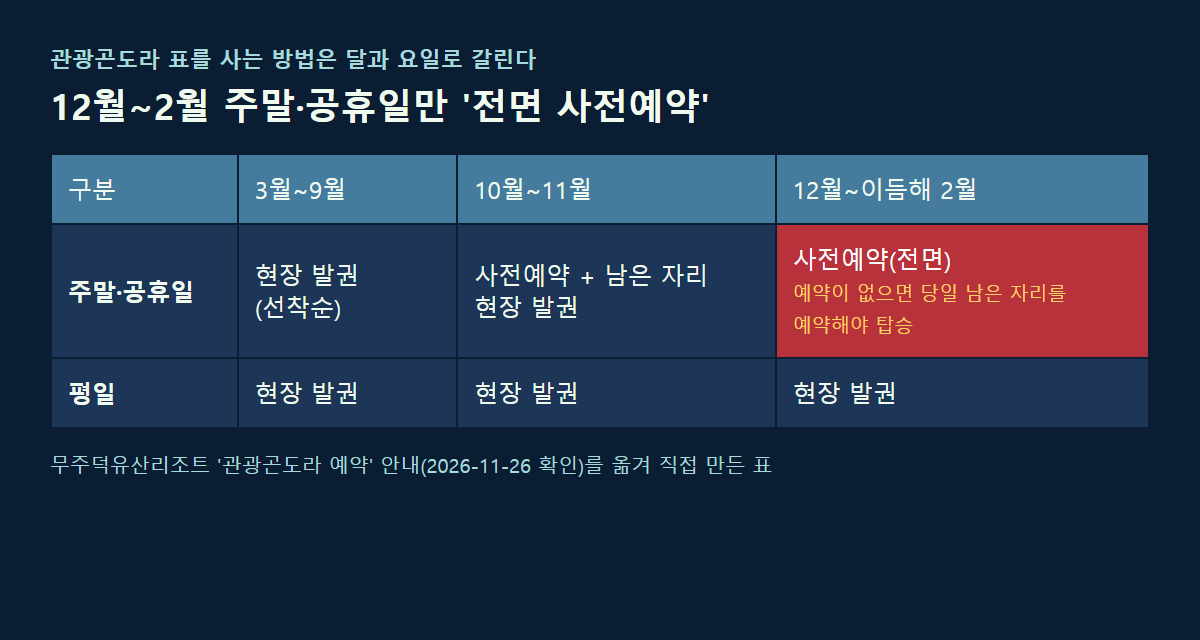 관광곤도라 표를 사는 방법은 달과 요일로 갈린다
12월~2월 주말·공휴일만 '전면 사전예약'
구분
3월~9월
10월~11월
12월~이듬해 2월
주말·공휴일
현장 발권
(선착순)
사전예약 + 남은 자리
현장 발권
사전예약(전면)
예약이 없으면 당일 남은 자리를
예약해야 탑승
평일
현장 발권
현장 발권
현장 발권
무주덕유산리조트 '관광곤도라 예약' 안내(2026-11-26 확인)를 옮겨 직접 만든 표